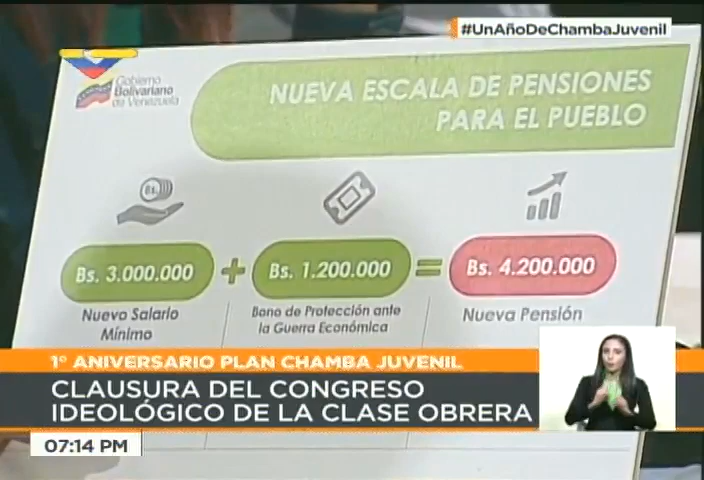 #UnAñoDeChambaJuvenil
Gobierno
Bolivariano
de Venezuela
NUEVA ESCALA DE PENSIONES
PARA EL PUEBLO
Bs.
Bs. 3.000.000 + Bs. 1.200.000 = Bs. 4.200.000
Nuevo Salario
Mínimo
Bono de Protección ante
la Guerra Económica
Nueva Pensión
1° ANIVERSARIO PLAN CHAMBA JUVENIL
CLAUSURA DEL CONGRESO
IDEOLÓGICO DE LA CLASE OBRERA
07:14 PM